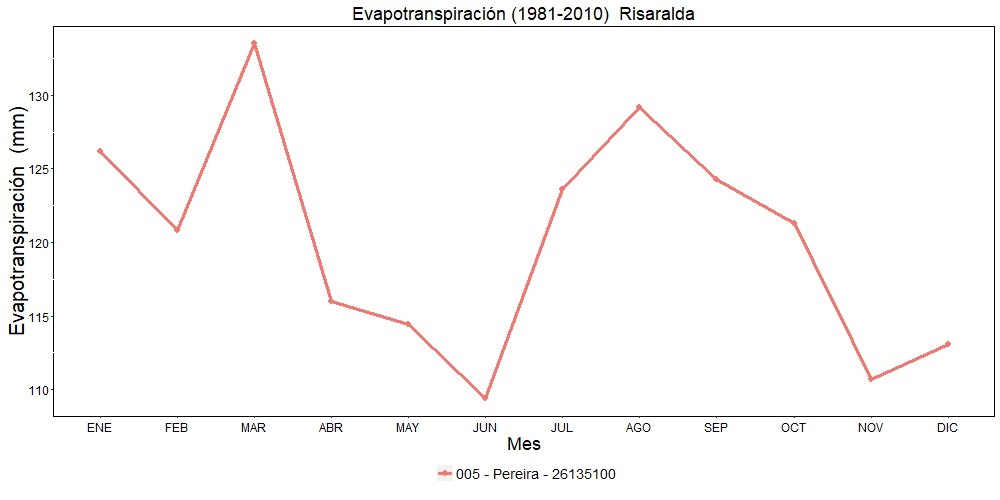 Evapotranspiración (1981-2010)  Risaralda
Evapotranspiración  (mm)
130
125
120
115
110
ENE FEB MAR ABR MAY JUN JUL AGO SEP OCT NOV DIC
Mes
005 - Pereira - 26135100